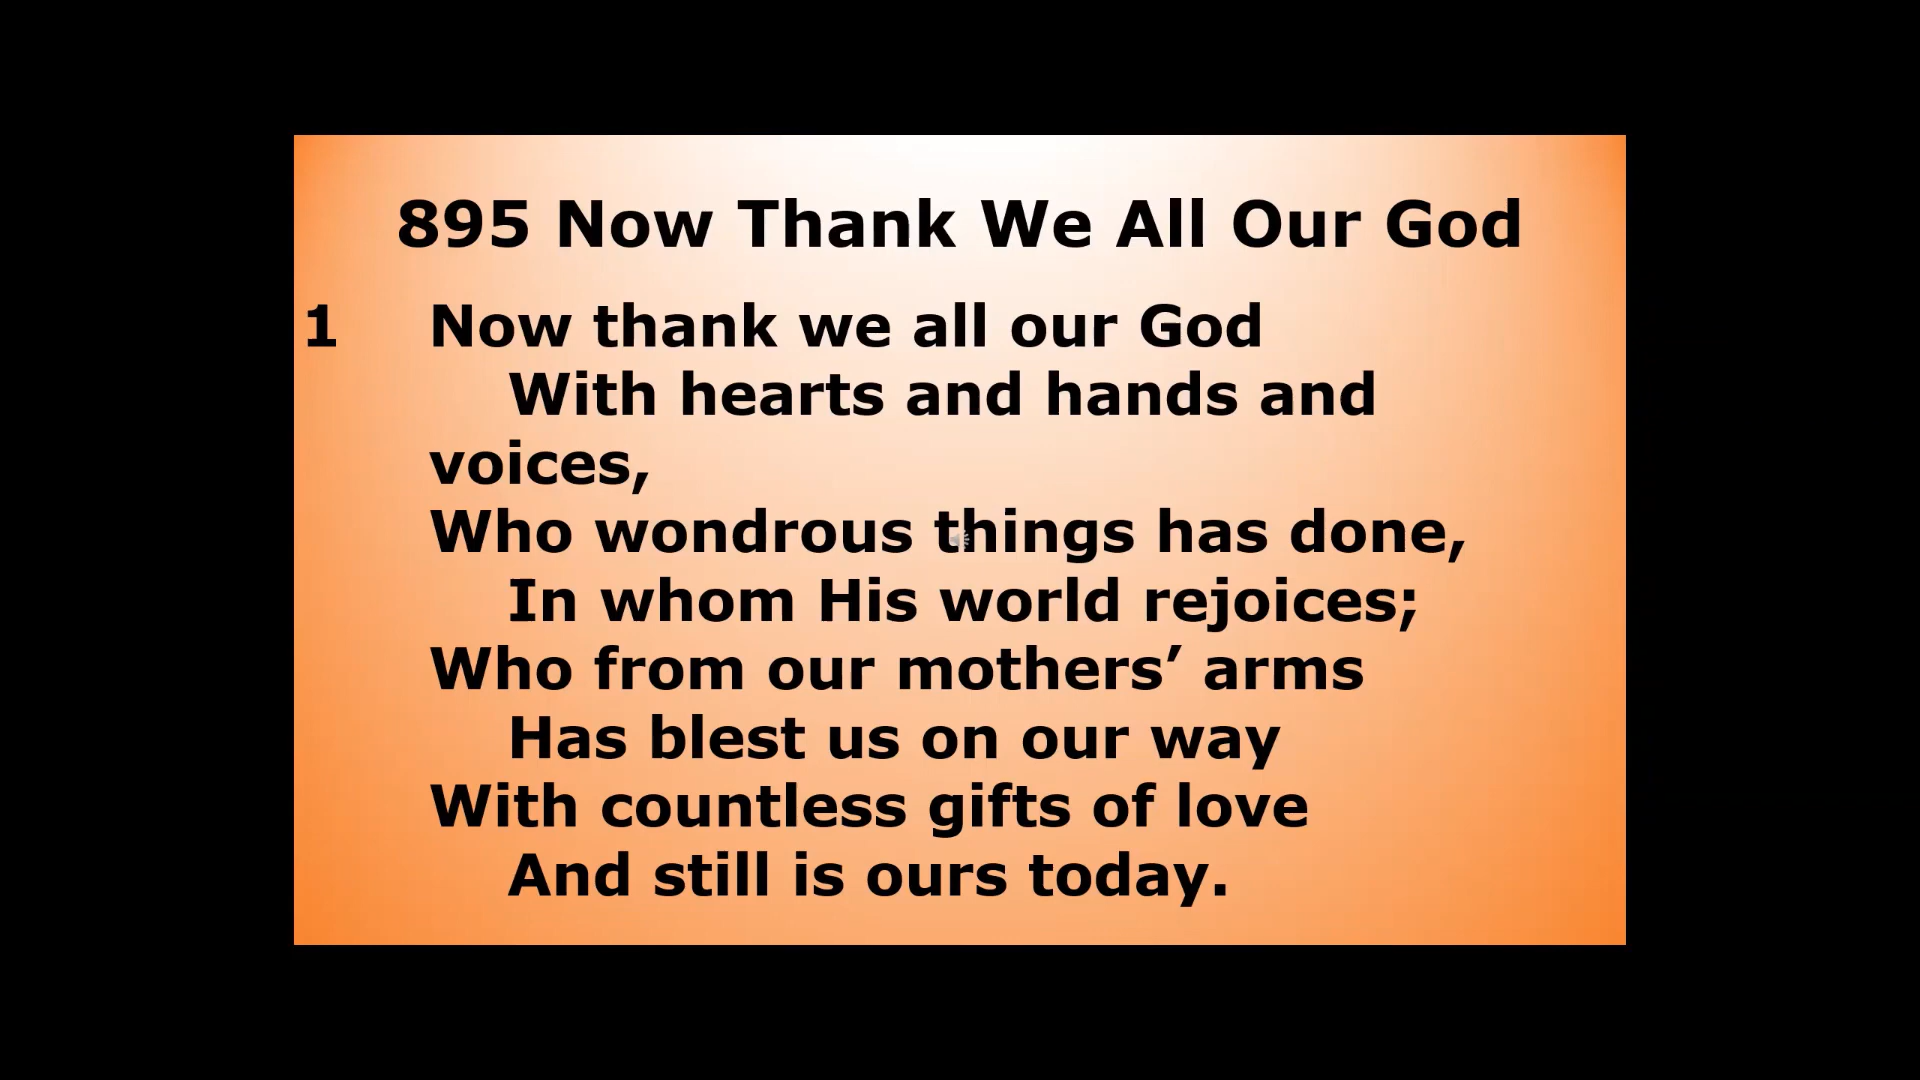 895 Now Thank We All Our God
1 Now thank we all our God
With hearts and hands and
voices,
Who wondrous things has done,
In whom His world rejoices;
Who from our mothers’ arms
Has blest us on our way
With countless gifts of love
And still is ours today.